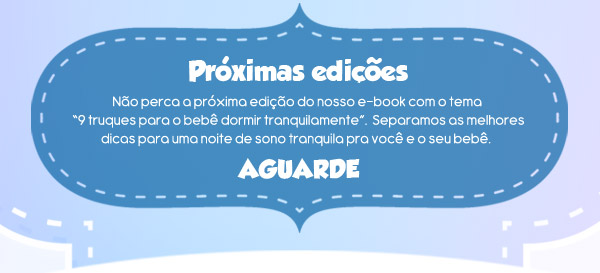 Próximas edições
Não perca a próxima edição do nosso e-book com o tema
“9 truques para o bebê dormir tranquilamente”. Separamos as melhores
dicas para uma noite de sono tranquila pra você e o seu bebê.
AGUARDE